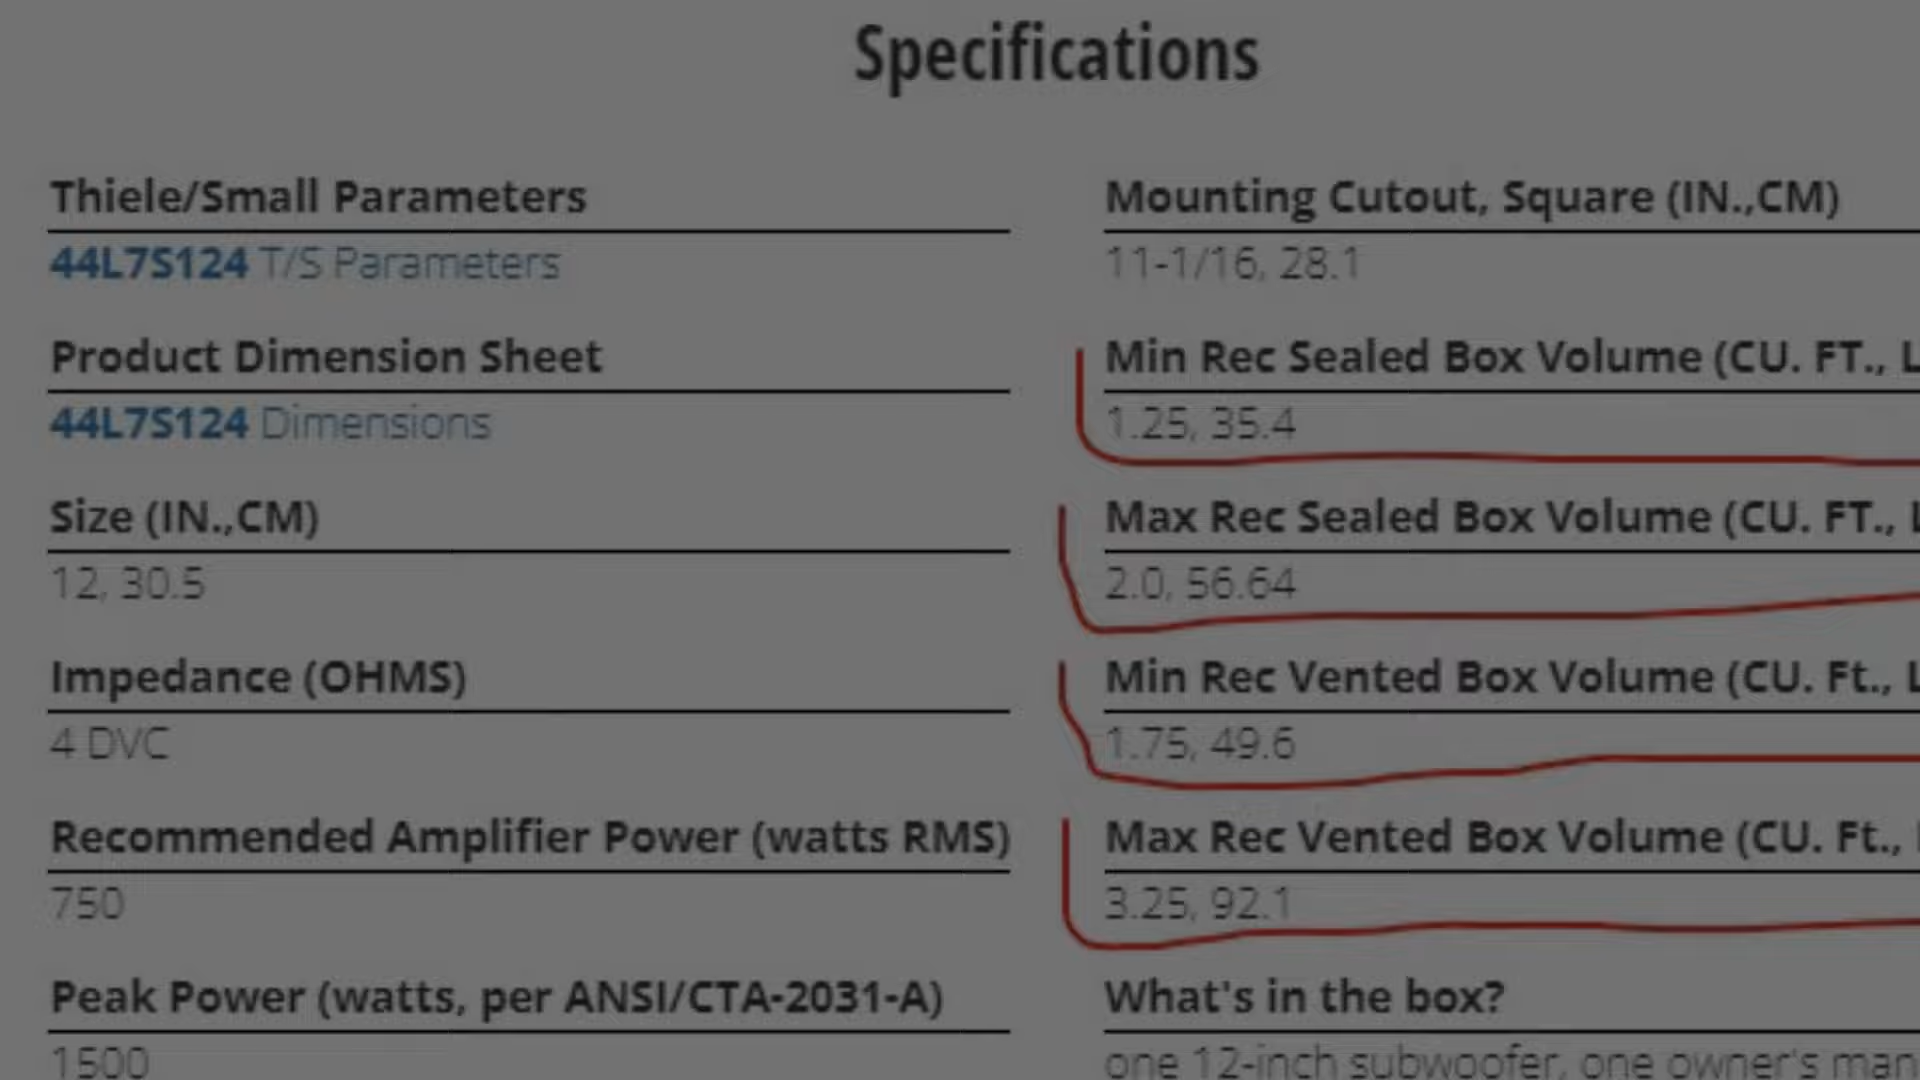 Specifications
Thiele/Small Parameters
44L7S124 T/S Parameters
Product Dimension Sheet
44L7S124 Dimensions
Size (IN.,CM)
12, 30.5
Impedance (OHMS)
4 DVC
Recommended Amplifier Power (watts RMS)
750
Peak Power (watts, per ANSI/CTA-2031-A)
1500
Mounting Cutout, Square (IN.,CM)
11-1/16, 28.1
Min Rec Sealed Box Volume (CU. FT., L
1.25, 35.4
Max Rec Sealed Box Volume (CU. FT., L
2.0, 56.64
Min Rec Vented Box Volume (CU. Ft., L
1.75, 49.6
Max Rec Vented Box Volume (CU. Ft.,
3.25, 92.1
What's in the box?
one 12-inch subwoofer, one owner's man